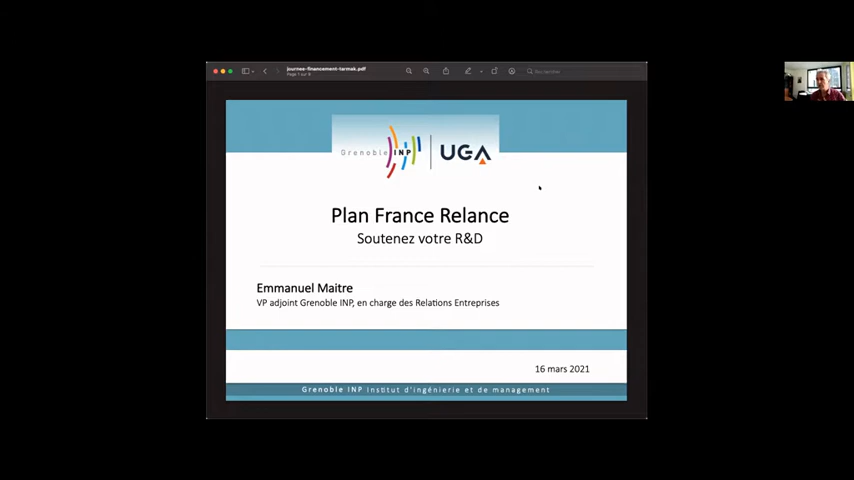 journee-financement-tarmak.pdf
Page 1 sur 9
Rechercher
Grenoble INP
UGA
Plan France Relance
Soutenez votre R&D
Emmanuel Maitre
VP adjoint Grenoble INP, en charge des Relations Entreprises
16 mars 2021
Grenoble INP Institut d'ingénierie et de management